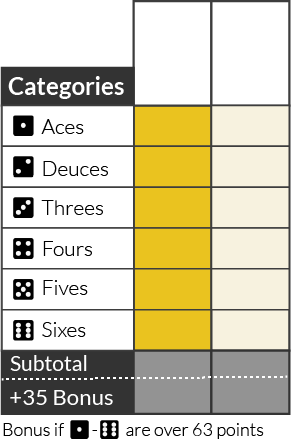 Categories
Aces
Deuces
Threes
Fours
Fives
Sixes
Subtotal
+35 Bonus
Bonus if - are over 63 points